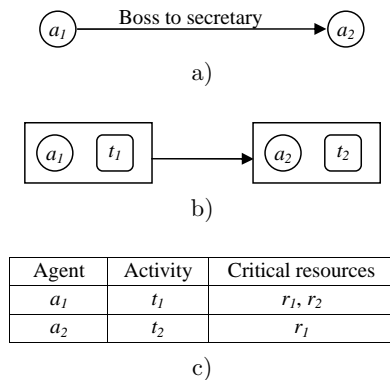 Boss to secretary
a1 a2
a)
a1 t1 a2 t2
b)
Agent Activity Critical resources
a1 t1 r1, r2
a2 t2 r1
c)